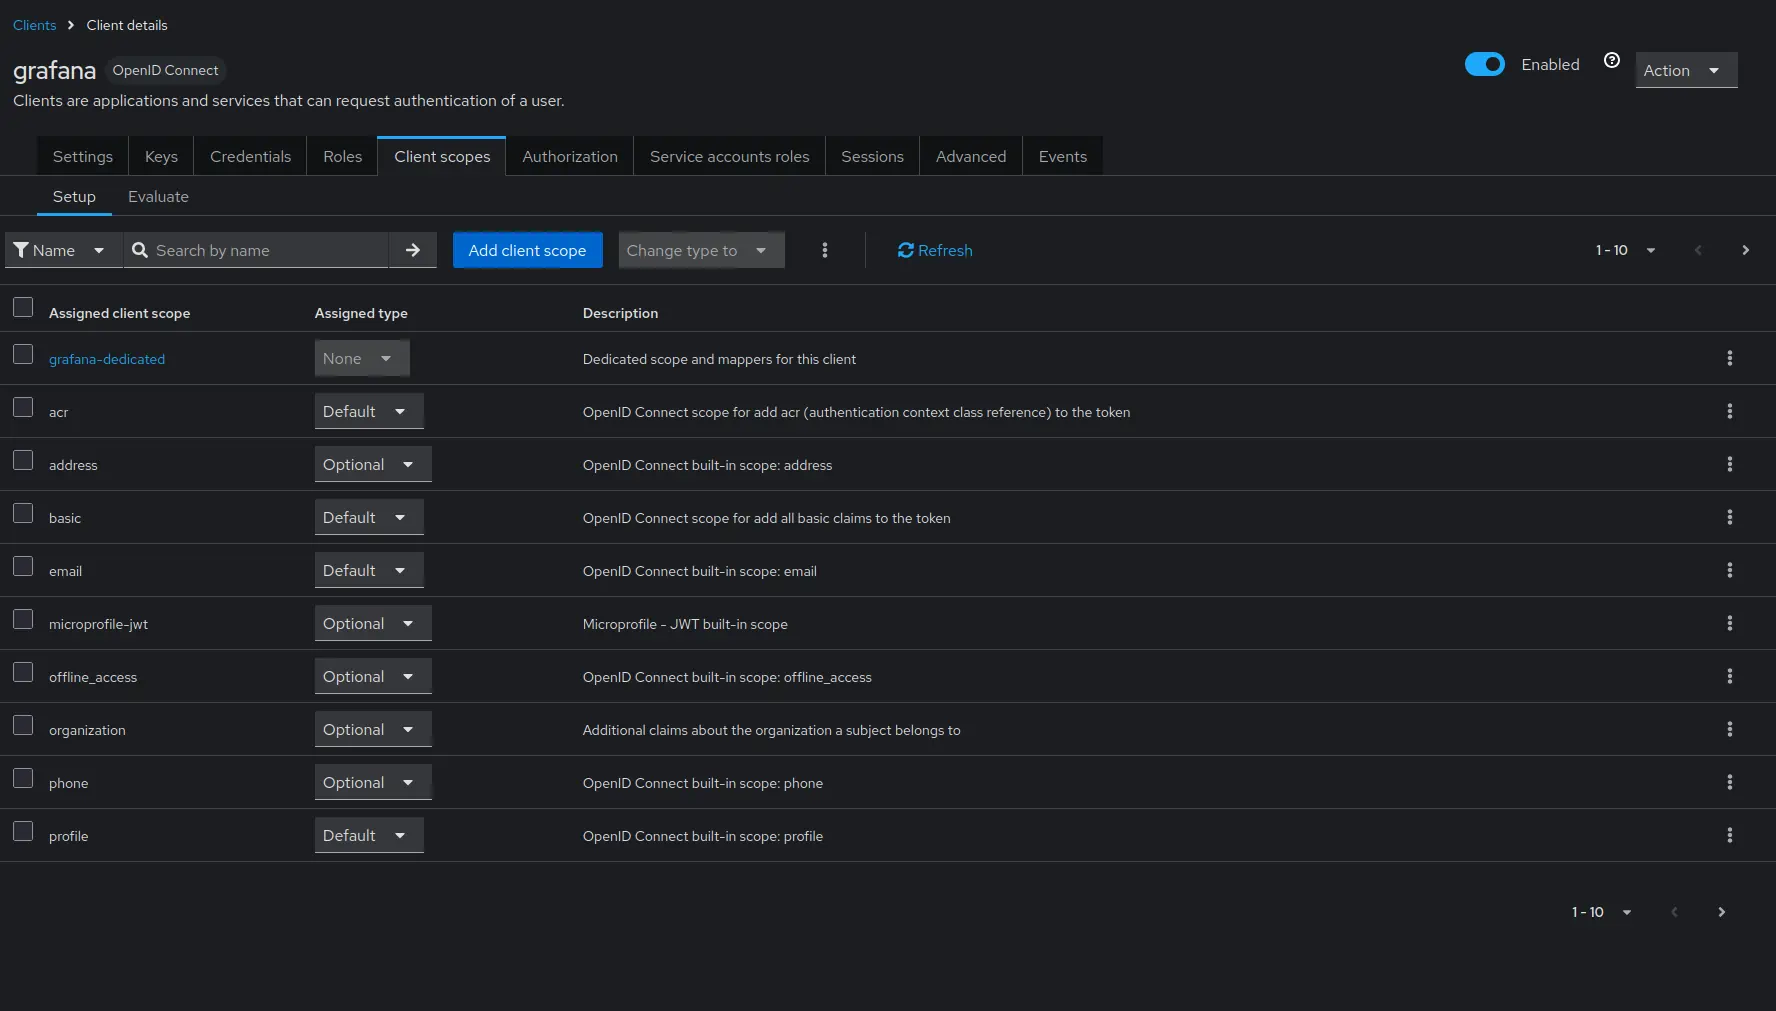 Clients > Client details
grafana OpenID Connect
Enabled
Action
Clients are applications and services that can request authentication of a user.
Settings Keys Credentials Roles Client scopes Authorization Service accounts roles Sessions Advanced Events
Setup Evaluate
Name Search by name Add client scope Change type to Refresh 1 - 10
Assigned client scope Assigned type Description
grafana-dedicated None Dedicated scope and mappers for this client
acr Default OpenID Connect scope for add acr (authentication context class reference) to the token
address Optional OpenID Connect built-in scope: address
basic Default OpenID Connect scope for add all basic claims to the token
email Default OpenID Connect built-in scope: email
microprofile-jwt Optional Microprofile - JWT built-in scope
offline_access Optional OpenID Connect built-in scope: offline_access
organization Optional Additional claims about the organization a subject belongs to
phone Optional OpenID Connect built-in scope: phone
profile Default OpenID Connect built-in scope: profile
1 - 10